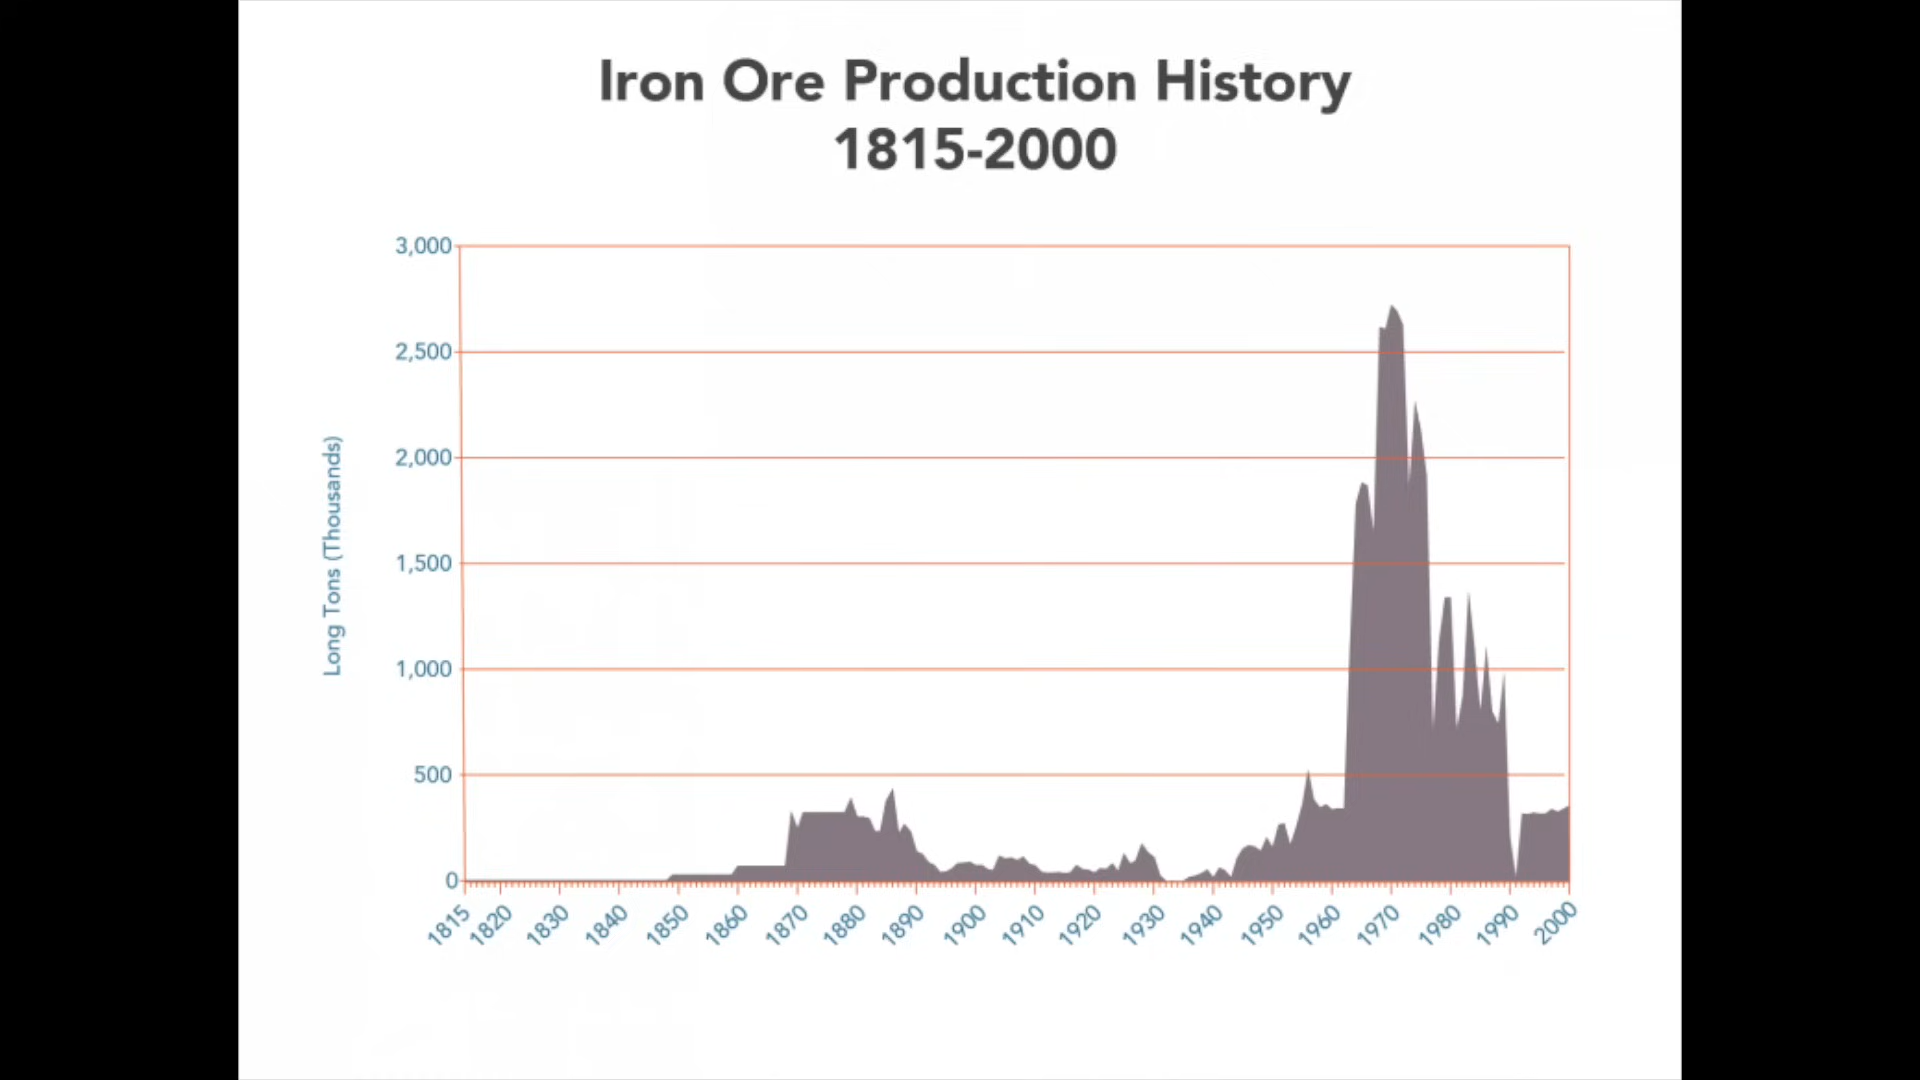 Iron Ore Production History
1815-2000
3,000
2,500
2,000
1,500
1,000
500
0
Long Tons (Thousands)
1815 1820 1830 1840 1850 1860 1870 1880 1890 1900 1910 1920 1930 1940 1950 1960 1970 1980 1990 2000